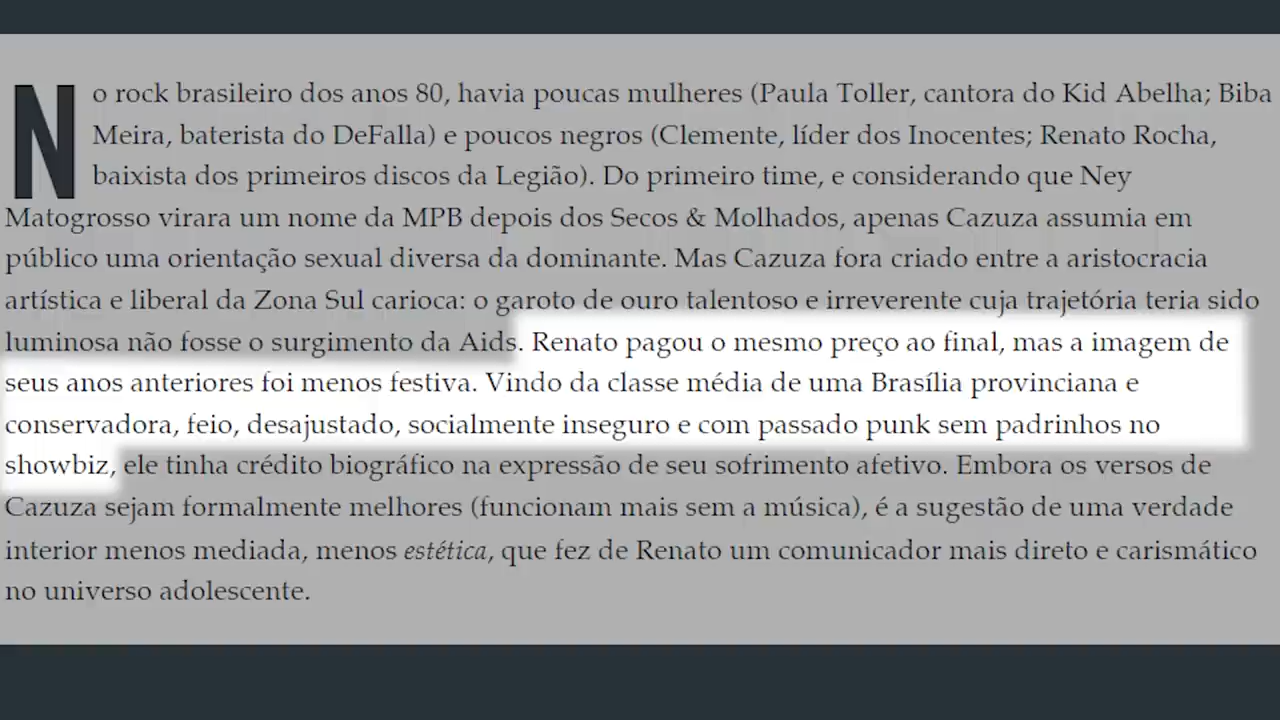 No rock brasileiro dos anos 80, havia poucas mulheres (Paula Toller, cantora do Kid Abelha; Biba
Meira, baterista do DeFalla) e poucos negros (Clemente, líder dos Inocentes; Renato Rocha,
baixista dos primeiros discos da Legião). Do primeiro time, e considerando que Ney
Matogrosso virara um nome da MPB depois dos Secos & Molhados, apenas Cazuza assumia em
público uma orientação sexual diversa da dominante. Mas Cazuza fora criado entre a aristocracia
artística e liberal da Zona Sul carioca: o garoto de ouro talentoso e irreverente cuja trajetória teria sido
luminosa não fosse o surgimento da Aids. Renato pagou o mesmo preço ao final, mas a imagem de
seus anos anteriores foi menos festiva. Vindo da classe média de uma Brasília provinciana e
conservadora, feio, desajustado, socialmente inseguro e com passado punk sem padrinhos no
showbiz, ele tinha crédito biográfico na expressão de seu sofrimento afetivo. Embora os versos de
Cazuza sejam formalmente melhores (funcionam mais sem a música), é a sugestão de uma verdade
interior menos mediada, menos estética, que fez de Renato um comunicador mais direto e carismático
no universo adolescente.